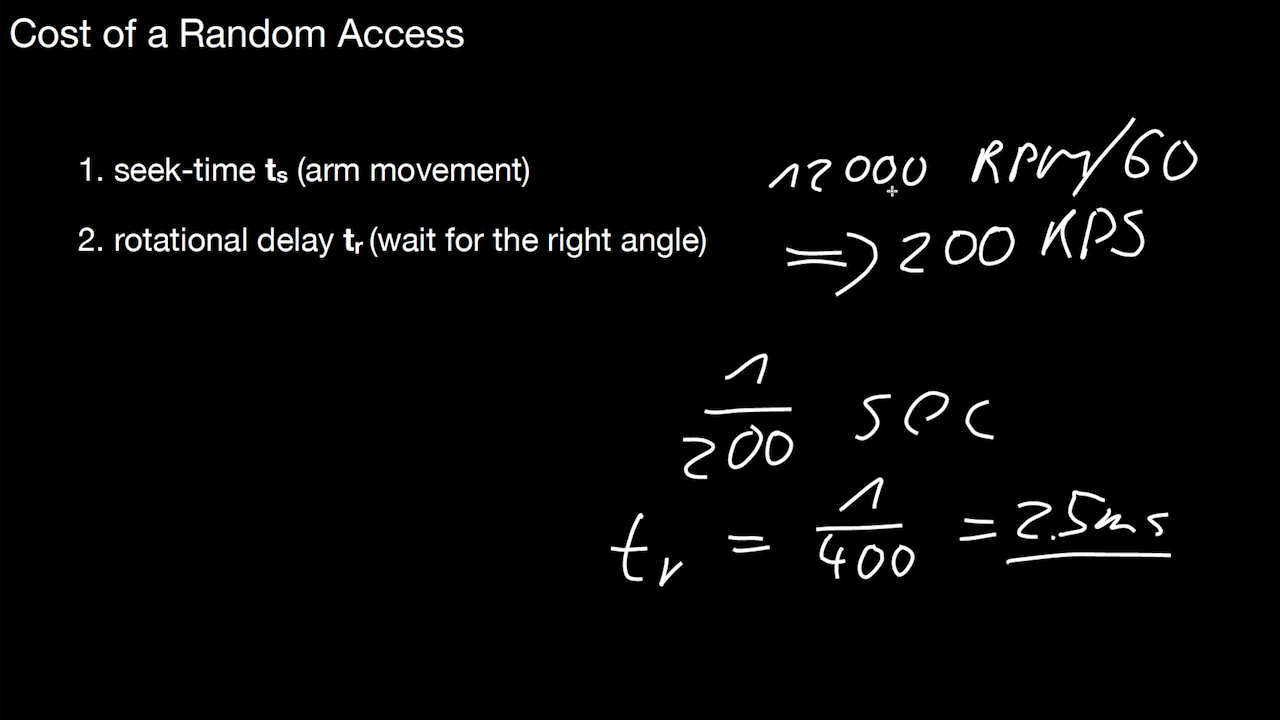 Cost of a Random Access
1. seek-time ts (arm movement)
12000 RPM/60
2. rotational delay tr (wait for the right angle)
=> 200 RPS
1
200 sec
tr = 1/400 = 2.5ms